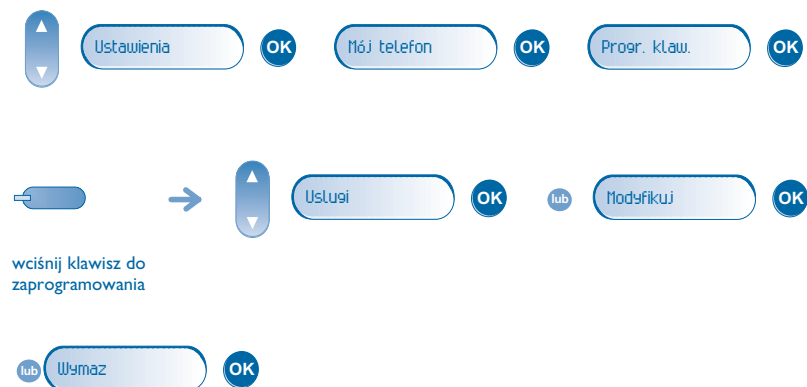 Ustawienia OK Mój telefon OK Progr. klaw. OK
Usługi OK lub Modyfikuj OK
wciśnij klawisz do
zaprogramowania
lub Wymaz OK